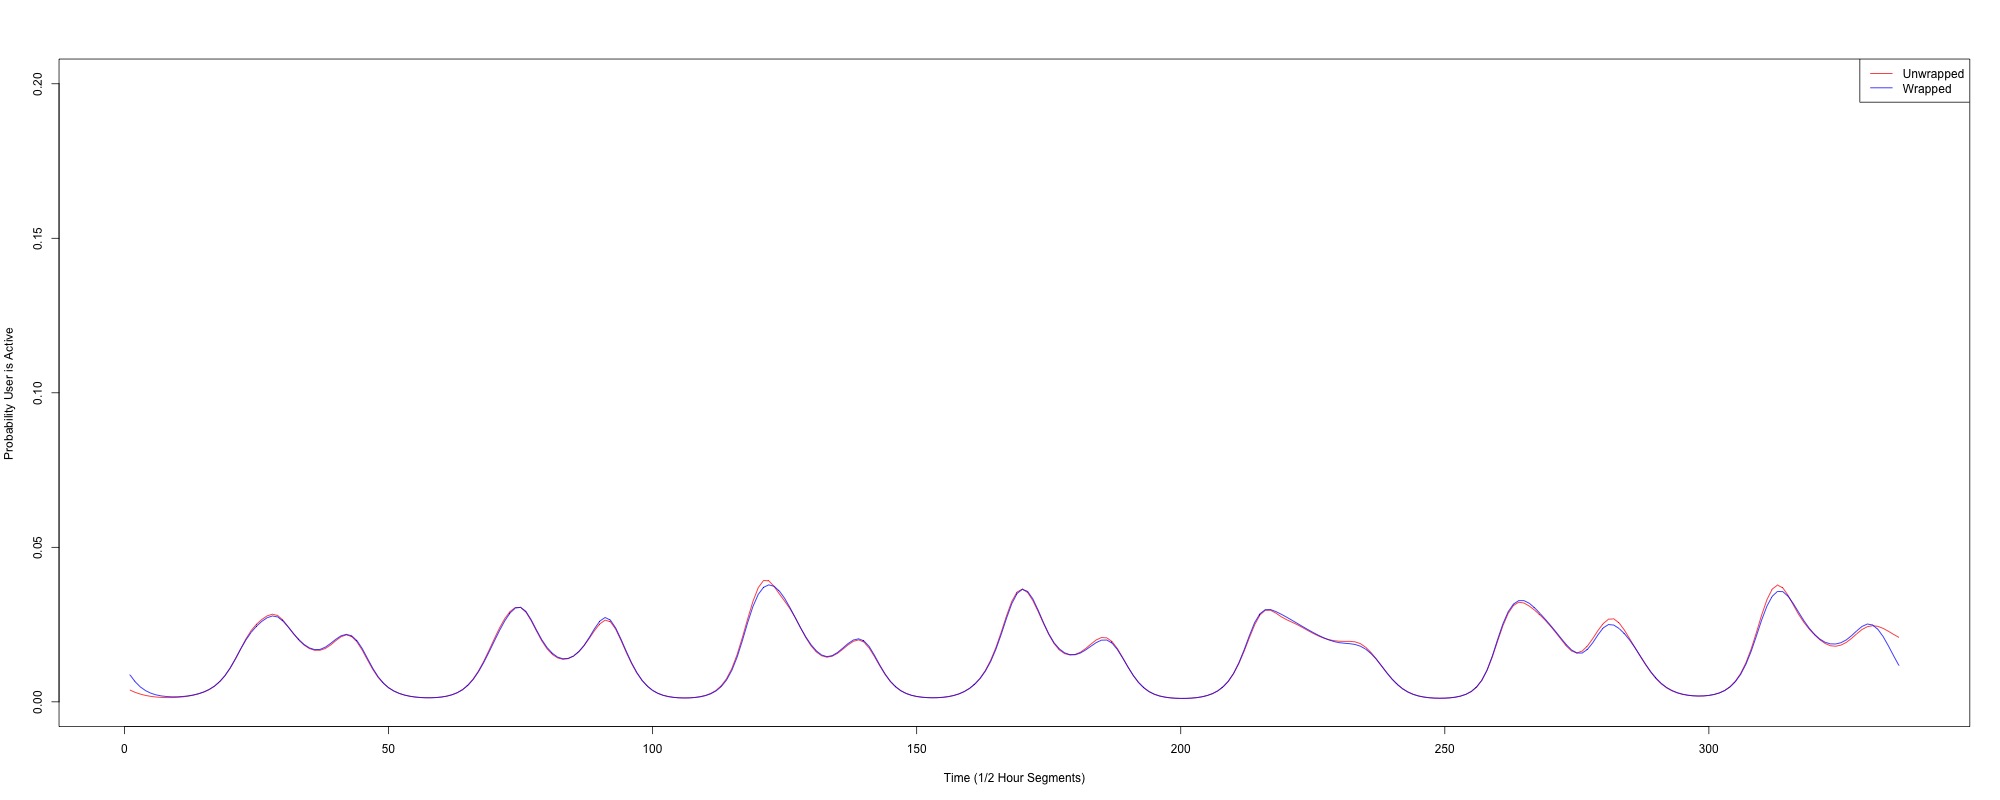 Unwrapped
Wrapped
0.20
0.15
0.10
0.05
0.00
Probability User is Active
0 50 100 150 200 250 300
Time (1/2 Hour Segments)